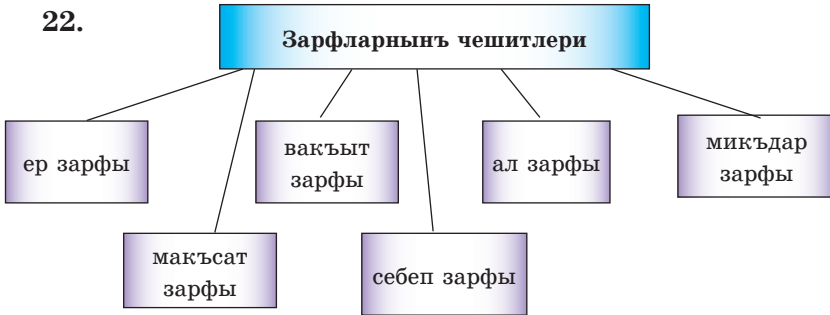 22.
Зарфларнынъ чешитлери
ер зарфы
вакъыт
зарфы
ал зарфы
микъдар
зарфы
макъсат
зарфы
себеп зарфы